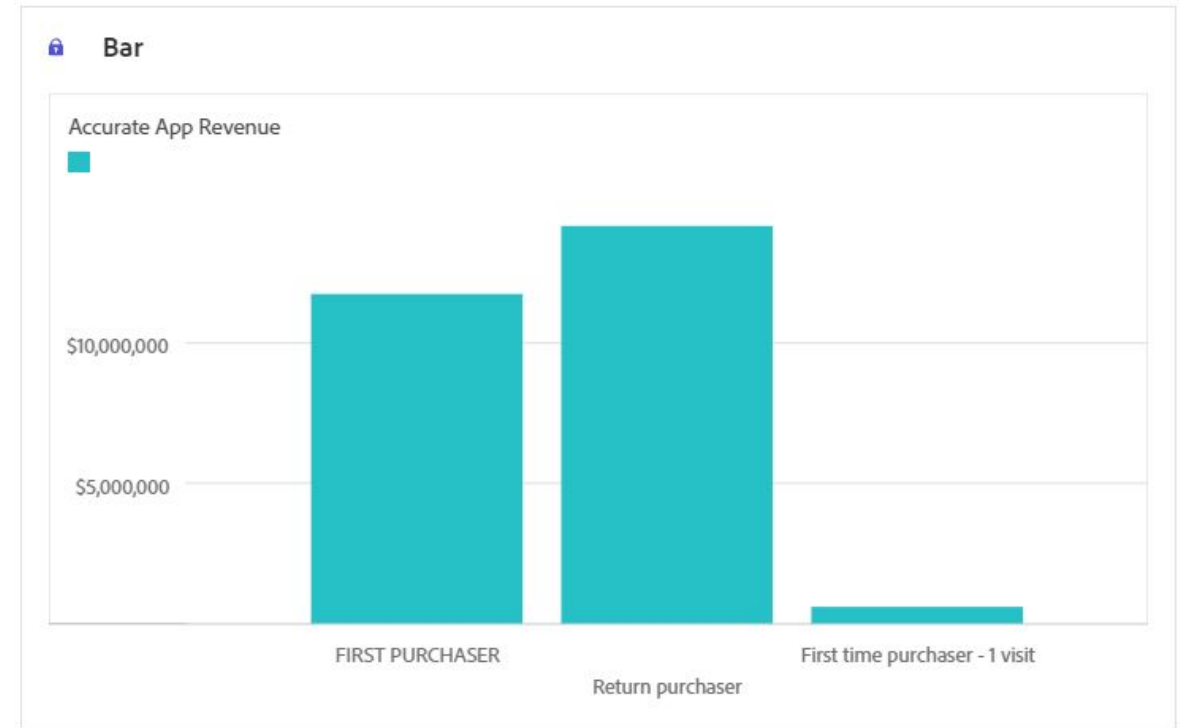 Bar
Accurate App Revenue
$10,000,000
$5,000,000
FIRST PURCHASER
Return purchaser
First time purchaser - 1 visit